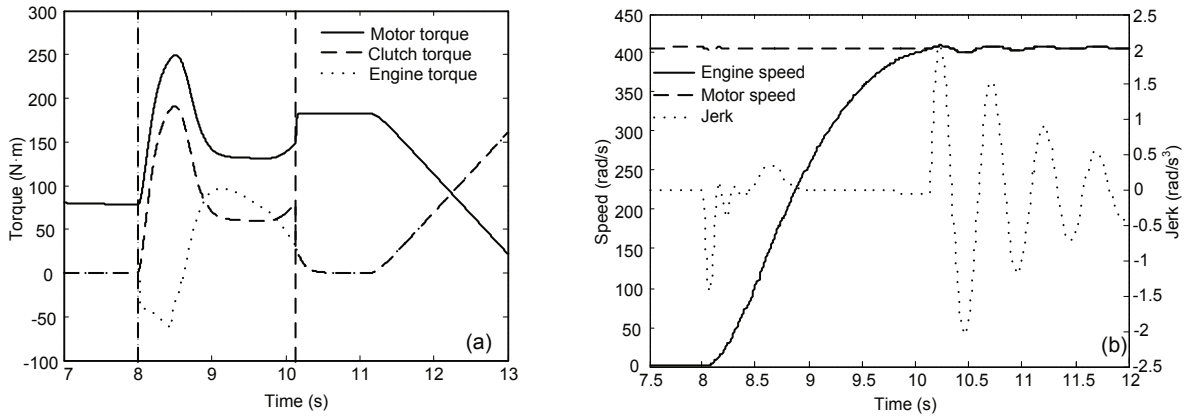 300
250
200
150
100
50
0
-50
-100
Torque (N·m)
Motor torque
Clutch torque
Engine torque
(a)
7 8 9 10 11 12 13
Time (s)
450
400
350
300
250
200
150
100
50
0
Speed (rad/s)
Engine speed
Motor speed
Jerk
2.5
2
1.5
1
0.5
0
-0.5
-1
-1.5
-2
-2.5
Jerk (rad/s³)
(b)
7.5 8 8.5 9 9.5 10 10.5 11 11.5 12
Time (s)